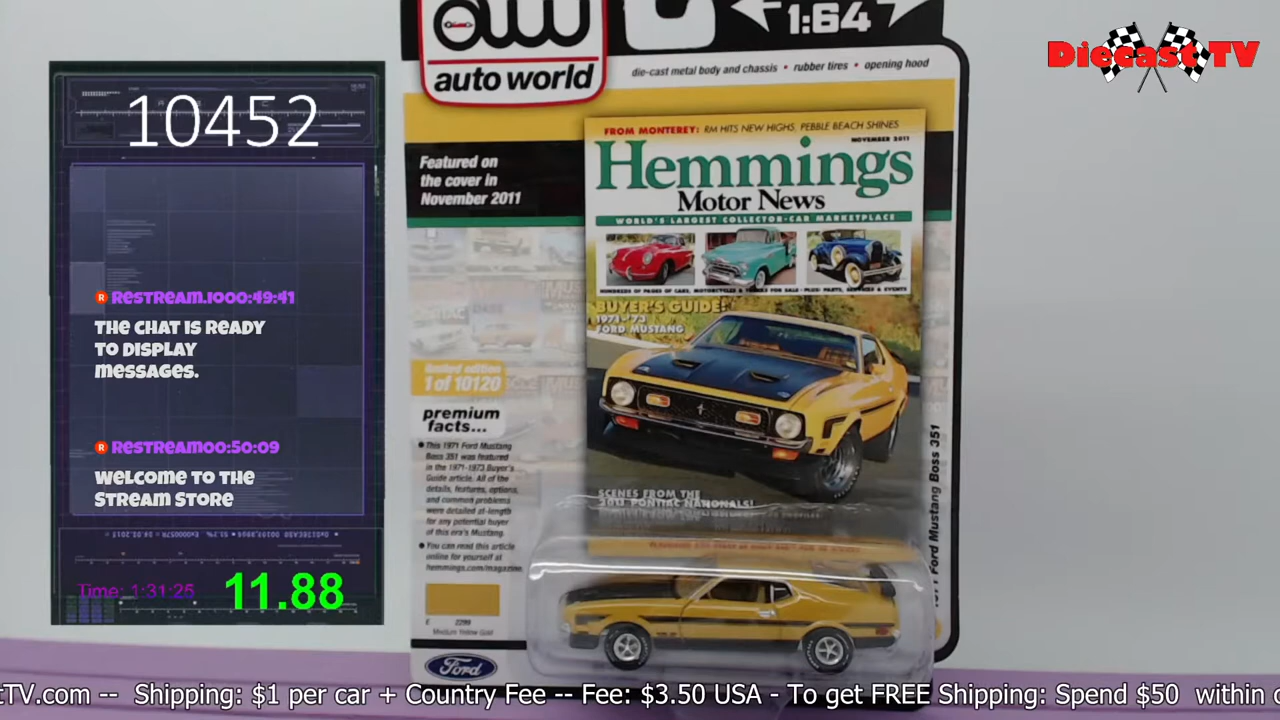 auto world
1:64
die-cast metal body and chassis • rubber tires • opening hood
Diecast TV
10452
Restream.io 00:49:41
The chat is ready
to display
messages.
Restream 00:50:09
Welcome to the
Stream Store
Time: 1:31:25
11.88
Featured on
the cover in
November 2011
FROM MONTEREY: RM HITS NEW HIGHS, PEBBLE BEACH SHINES
NOVEMBER 2011
Hemmings
Motor News
WORLD'S LARGEST COLLECTOR-CAR MARKETPLACE
BUYER'S GUIDE:
1971-'73
FORD MUSTANG
SCENES FROM THE
2011 PONTIAC NATIONALS!
limited edition
1 of 10120
premium
facts...
• This 1971 Ford Mustang
Boss 351 was featured
in the 1971-1973 Buyer's
Guide article. All of the
details, features, options,
and common problems
were detailed at-length
for any potential buyer
of this era's Mustang.
• You can read this article
online for yourself at
hemmings.com/magazine.
2299
Medium Yellow Gold
Ford
1971 Ford Mustang Boss 351
tTV.com -- Shipping: $1 per car + Country Fee -- Fee: $3.50 USA - To get FREE Shipping: Spend $50 within